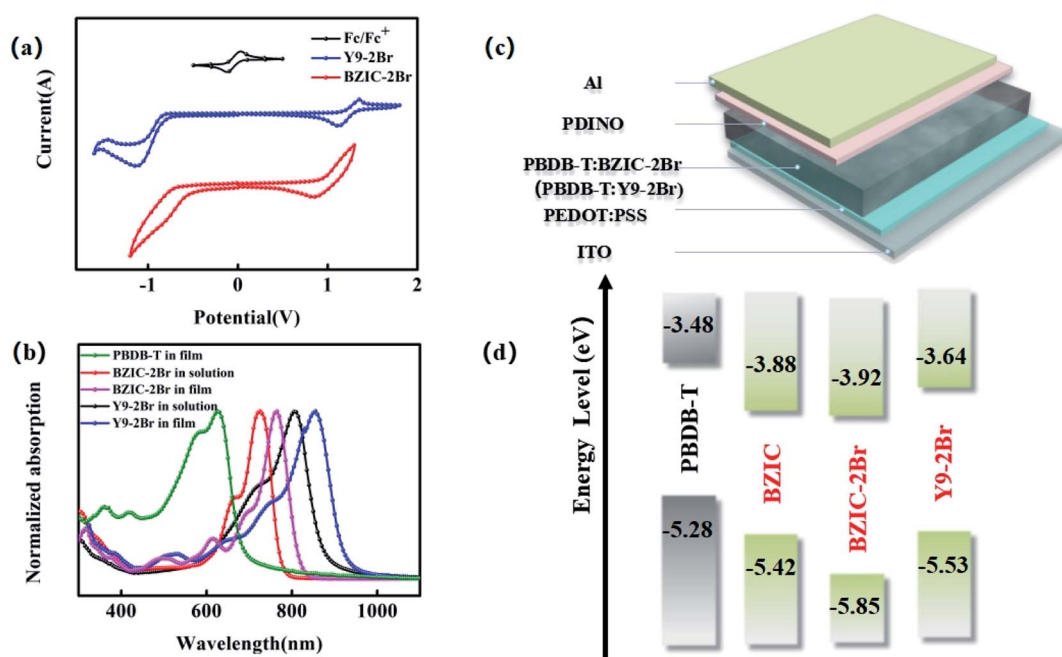 (a)
Current(A)
Fc/Fc+
Y9-2Br
BZIC-2Br
-1
0
1
2
Potential(V)
(b)
Normalized absorption
PBDB-T in film
BZIC-2Br in solution
BZIC-2Br in film
Y9-2Br in solution
Y9-2Br in film
400
600
800
1000
Wavelength(nm)
(c)
Al
PDINO
PBDB-T:BZIC-2Br
(PBDB-T:Y9-2Br)
PEDOT:PSS
ITO
(d)
Energy Level (eV)
-3.48
PBDB-T
-5.28
-3.88
BZIC
-5.42
-3.92
BZIC-2Br
-5.85
-3.64
Y9-2Br
-5.53